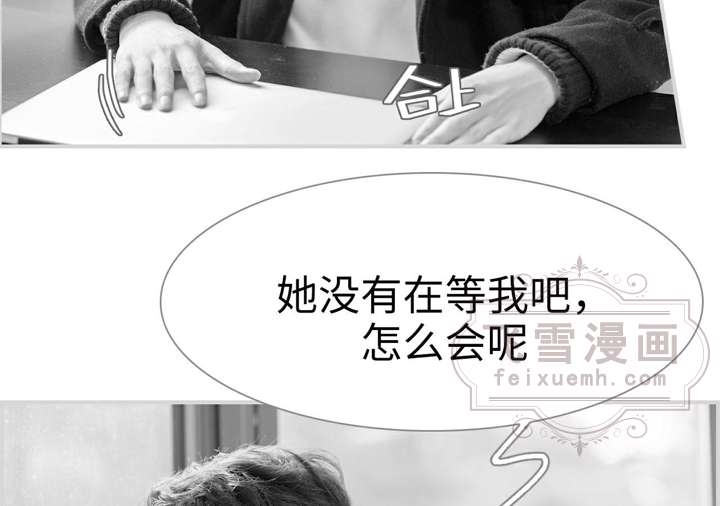 合上
她没有在等我吧，
怎么会呢
雪漫画
feixuemh.com